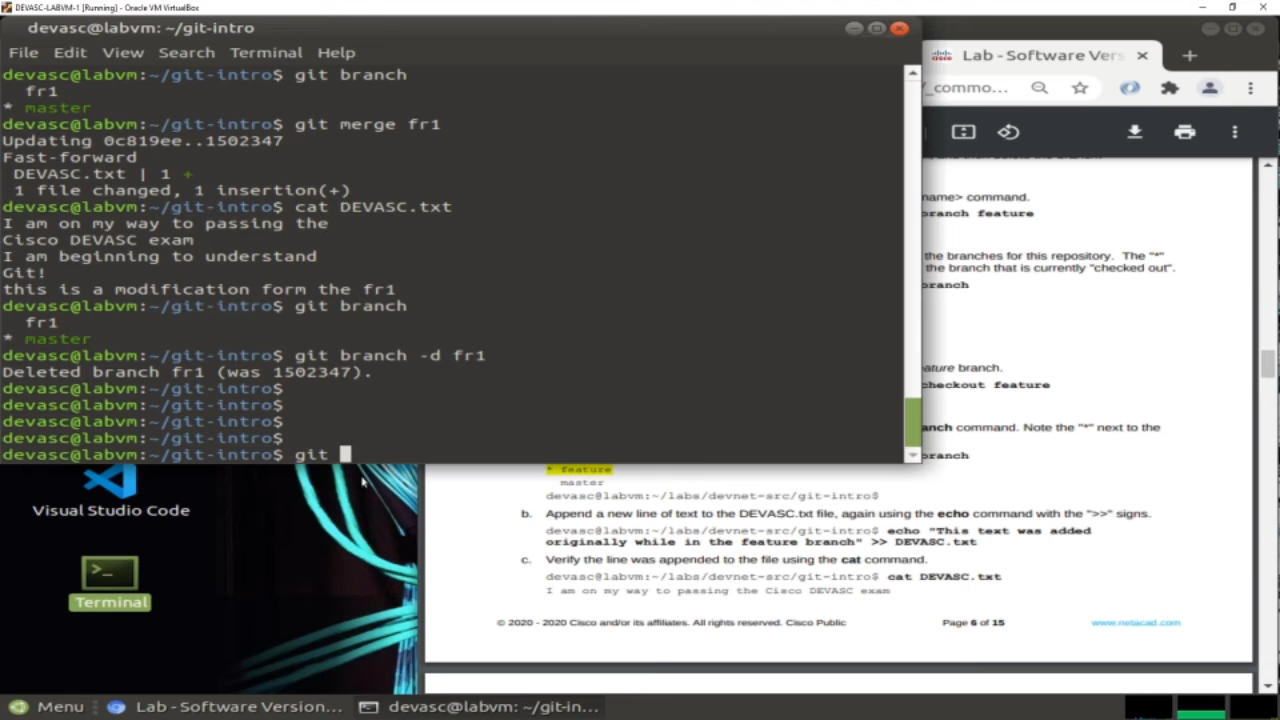 DEVASC-LABVM-1 [Running] - Oracle VM VirtualBox
devasc@labvm: ~/git-intro
File Edit View Search Terminal Help
devasc@labvm:~/git-intro$ git branch
fr1
* master
devasc@labvm:~/git-intro$ git merge fr1
Updating 0c819ee..1502347
Fast-forward
DEVASC.txt | 1 +
1 file changed, 1 insertion(+)
devasc@labvm:~/git-intro$ cat DEVASC.txt
I am on my way to passing the
Cisco DEVASC exam
I am beginning to understand
Git!
this is a modification form the fr1
devasc@labvm:~/git-intro$ git branch
fr1
* master
devasc@labvm:~/git-intro$ git branch -d fr1
Deleted branch fr1 (was 1502347).
devasc@labvm:~/git-intro$
devasc@labvm:~/git-intro$
devasc@labvm:~/git-intro$
devasc@labvm:~/git-intro$
devasc@labvm:~/git-intro$ git
Lab - Software Vers
/_commo...
name> command.
branch feature
the branches for this repository. The "*"
the branch that is currently "checked out".
branch
ature branch.
checkout feature
anch command. Note the "*" next to the
branch
* feature
master
devasc@labvm:~/labs/devnet-src/git-intro$
b. Append a new line of text to the DEVASC.txt file, again using the echo command with the ">>" signs.
devasc@labvm:~/labs/devnet-src/git-intro$ echo "This text was added
originally while in the feature branch" >> DEVASC.txt
c. Verify the line was appended to the file using the cat command.
devasc@labvm:~/labs/devnet-src/git-intro$ cat DEVASC.txt
I am on my way to passing the Cisco DEVASC exam
© 2020 - 2020 Cisco and/or its affiliates. All rights reserved. Cisco Public Page 6 of 15 www.netacad.com
Visual Studio Code
Terminal
Menu Lab - Software Version... devasc@labvm: ~/git-in...